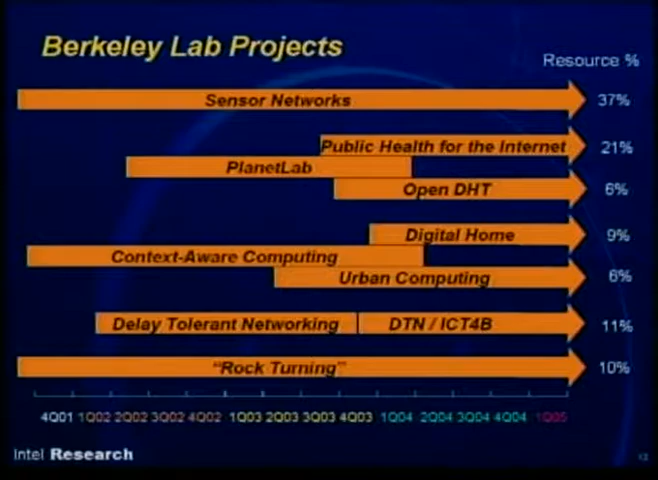 Berkeley Lab Projects
Resource %
Sensor Networks 37%
Public Health for the Internet 21%
PlanetLab
Open DHT 6%
Digital Home 9%
Context-Aware Computing
Urban Computing 6%
Delay Tolerant Networking DTN / ICT4B 11%
"Rock Turning" 10%
4Q01 1Q02 2Q02 3Q02 4Q02 1Q03 2Q03 3Q03 4Q03 1Q04 2Q04 3Q04 4Q04 1Q05
Intel Research